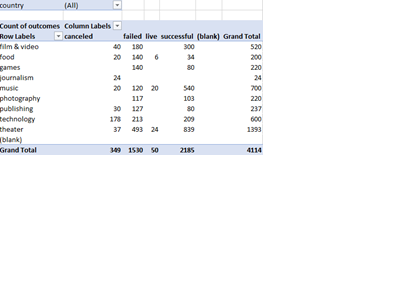 country (All)
Count of outcomes Column Labels
Row Labels canceled failed live successful (blank) Grand Total
film & video 40 180 300 520
food 20 140 6 34 200
games 140 80 220
journalism 24 24
music 20 120 20 540 700
photography 117 103 220
publishing 30 127 80 237
technology 178 213 209 600
theater 37 493 24 839 1393
(blank)
Grand Total 349 1530 50 2185 4114